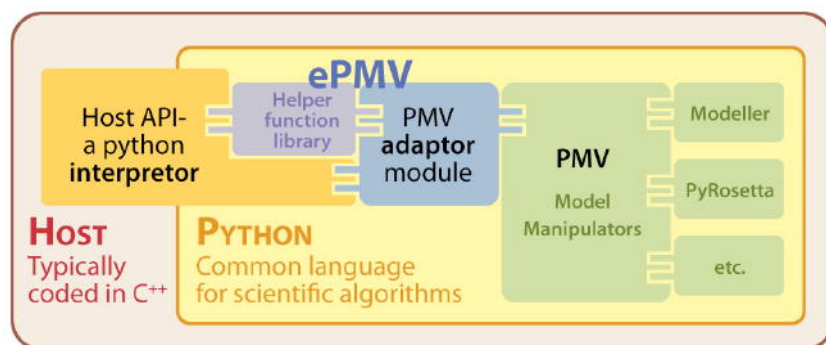 ePMV
Host API-
a python
interpretor
Helper
function
library
PMV
adaptor
module
PMV
Model
Manipulators
Modeller
PyRosetta
etc.
HOST
Typically
coded in C++
PYTHON
Common language
for scientific algorithms